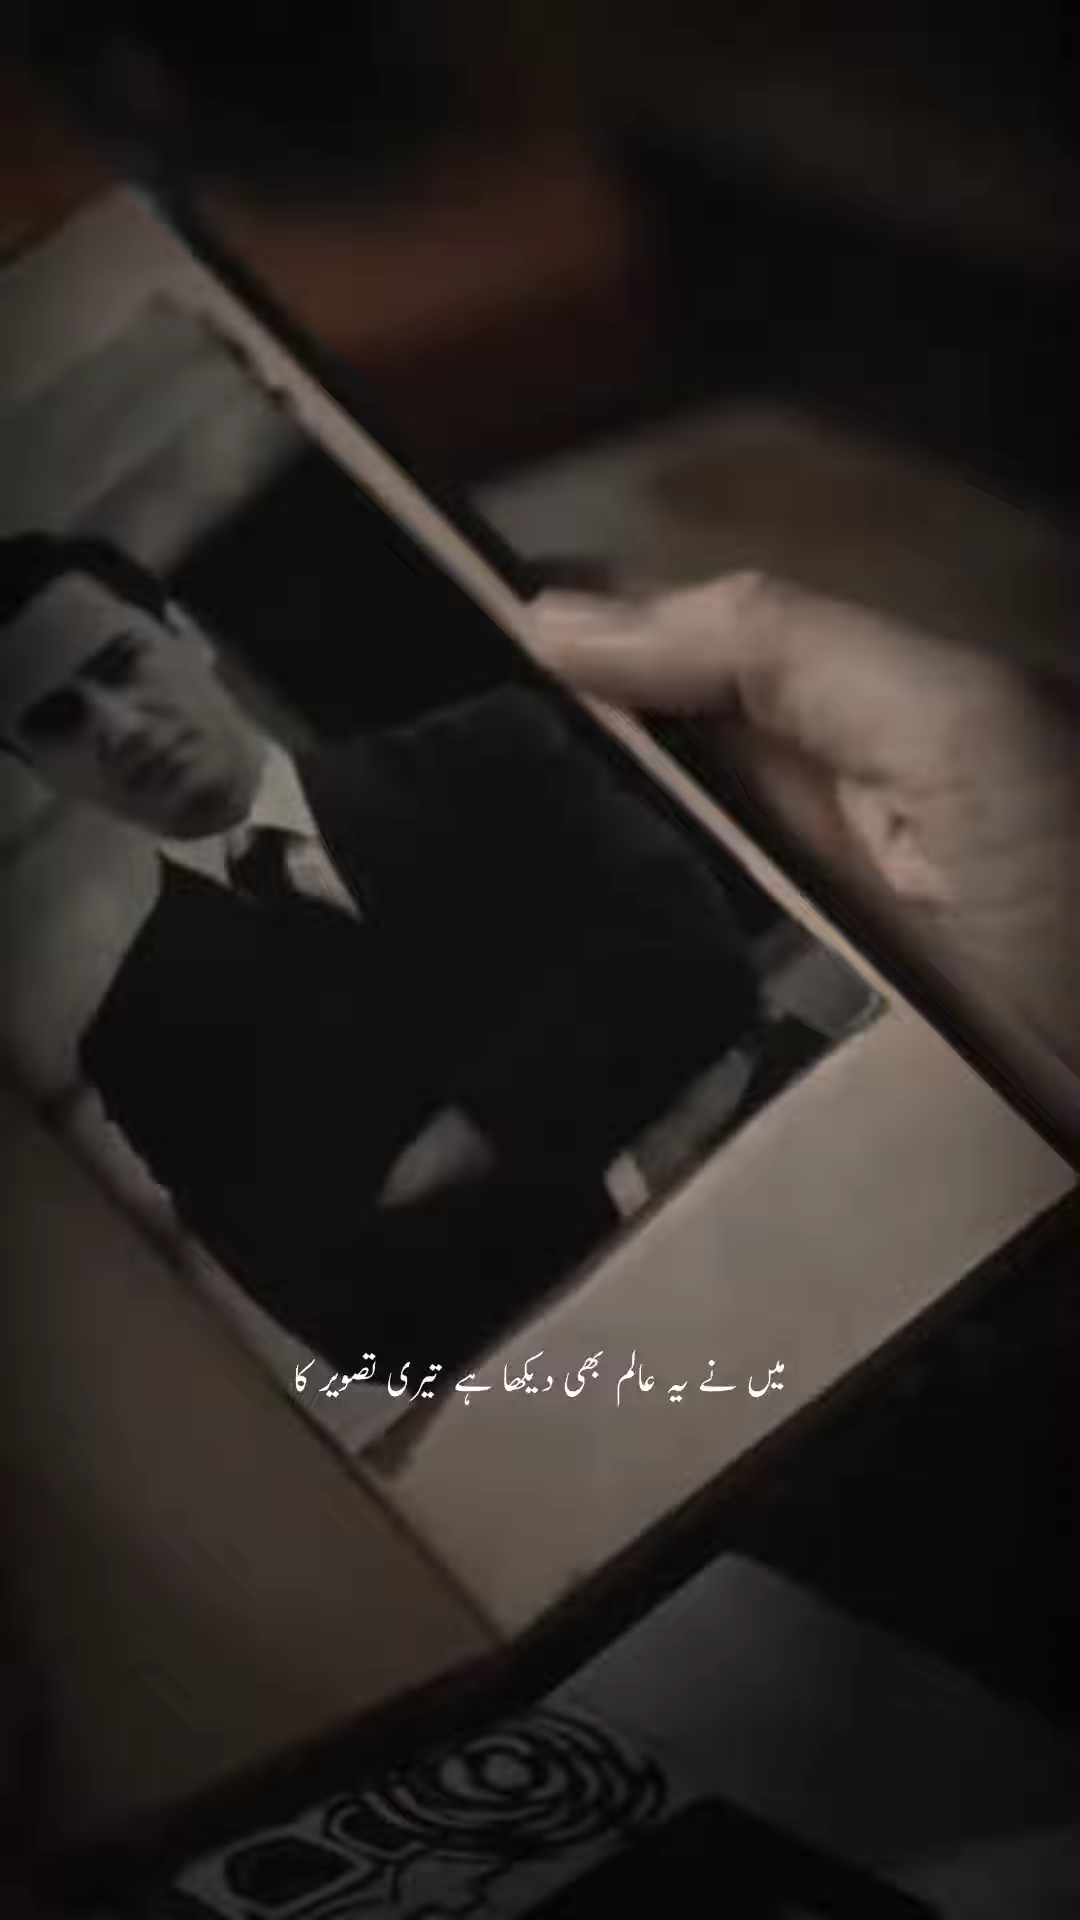 میں نے یہ عالم بھی دیکھا ہے تیری تصویر کا